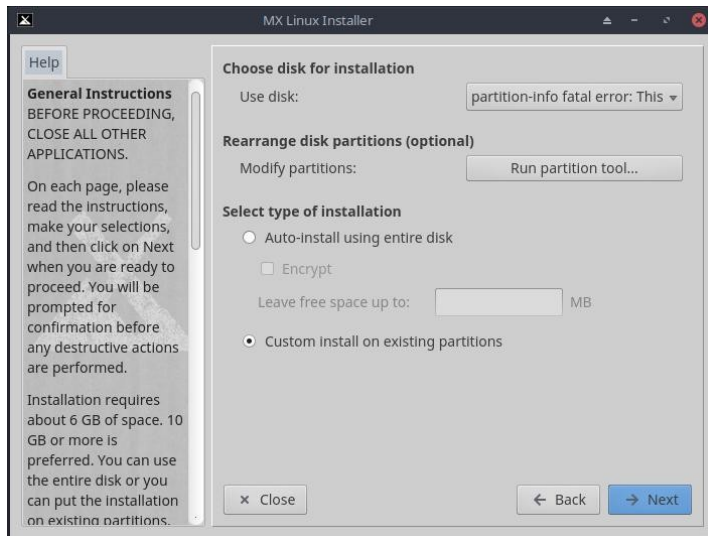 MX Linux Installer
Help
General Instructions
BEFORE PROCEEDING,
CLOSE ALL OTHER
APPLICATIONS.
On each page, please
read the instructions,
make your selections,
and then click on Next
when you are ready to
proceed. You will be
prompted for
confirmation before
any destructive actions
are performed.
Installation requires
about 6 GB of space. 10
GB or more is
preferred. You can use
the entire disk or you
can put the installation
on existing partitions.
Choose disk for installation
Use disk:
partition-info fatal error: This
Rearrange disk partitions (optional)
Modify partitions:
Run partition tool...
Select type of installation
Auto-install using entire disk
Encrypt
Leave free space up to:
MB
Custom install on existing partitions
Close
Back
Next